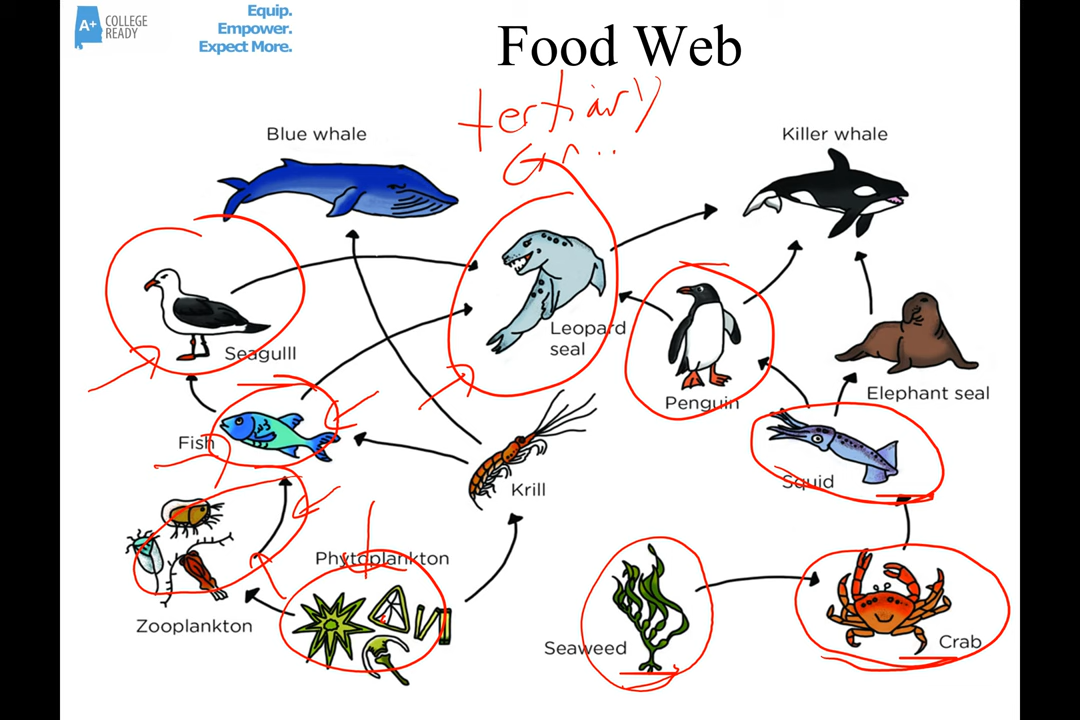 A+ COLLEGE READY
Equip.
Empower.
Expect More.
Food Web
tertiary
Blue whale
Killer whale
Leopard
seal
Seagulll
Penguin
Elephant seal
Fish
Krill
Squid
Phytoplankton
Zooplankton
Seaweed
Crab